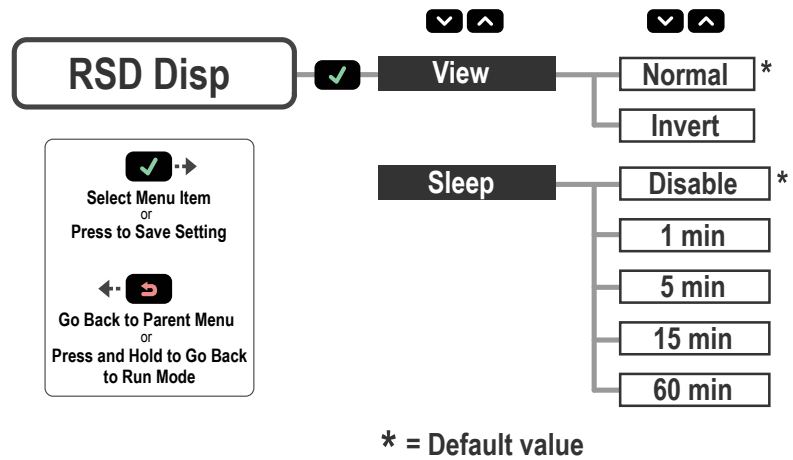 RSD Disp
View
Normal *
Invert
Sleep
Disable *
1 min
5 min
15 min
60 min
Select Menu Item
or
Press to Save Setting
Go Back to Parent Menu
or
Press and Hold to Go Back
to Run Mode
* = Default value